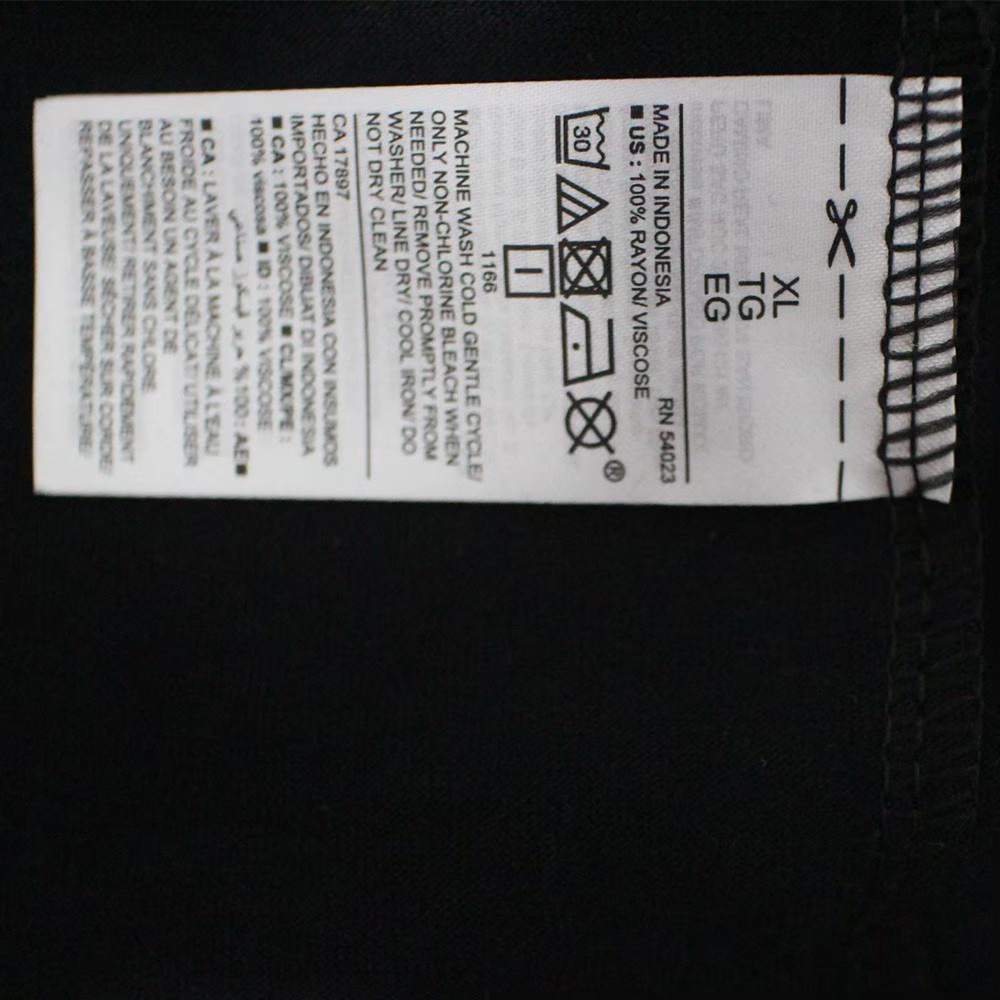 XL
TG
EG
RN 54023
MADE IN INDONESIA
■ US : 100% RAYON/ VISCOSE
30
®
1166
MACHINE WASH COLD GENTLE CYCLE/
ONLY NON-CHLORINE BLEACH WHEN
NEEDED/ REMOVE PROMPTLY FROM
WASHER/ LINE DRY/ COOL IRON/ DO
NOT DRY CLEAN
CA 17897
HECHO EN INDONESIA CON INSUMOS
IMPORTADOS/ DIBUAT DI INDONESIA
■ CA : 100% VISCOSE ■ CL/MX/PE :
100% viscosa ■ ID : 100% VISCOSE
■ AE : 100%
■ CA : LAVER À LA MACHINE À L'EAU
FROIDE AU CYCLE DÉLICAT/ UTILISER
AU BESOIN UN AGENT DE
BLANCHIMENT SANS CHLORE
UNIQUEMENT/ RETIRER RAPIDEMENT
DE LA LAVEUSE/ SÉCHER SUR CORDE/
REPASSER À BASSE TEMPÉRATURE/